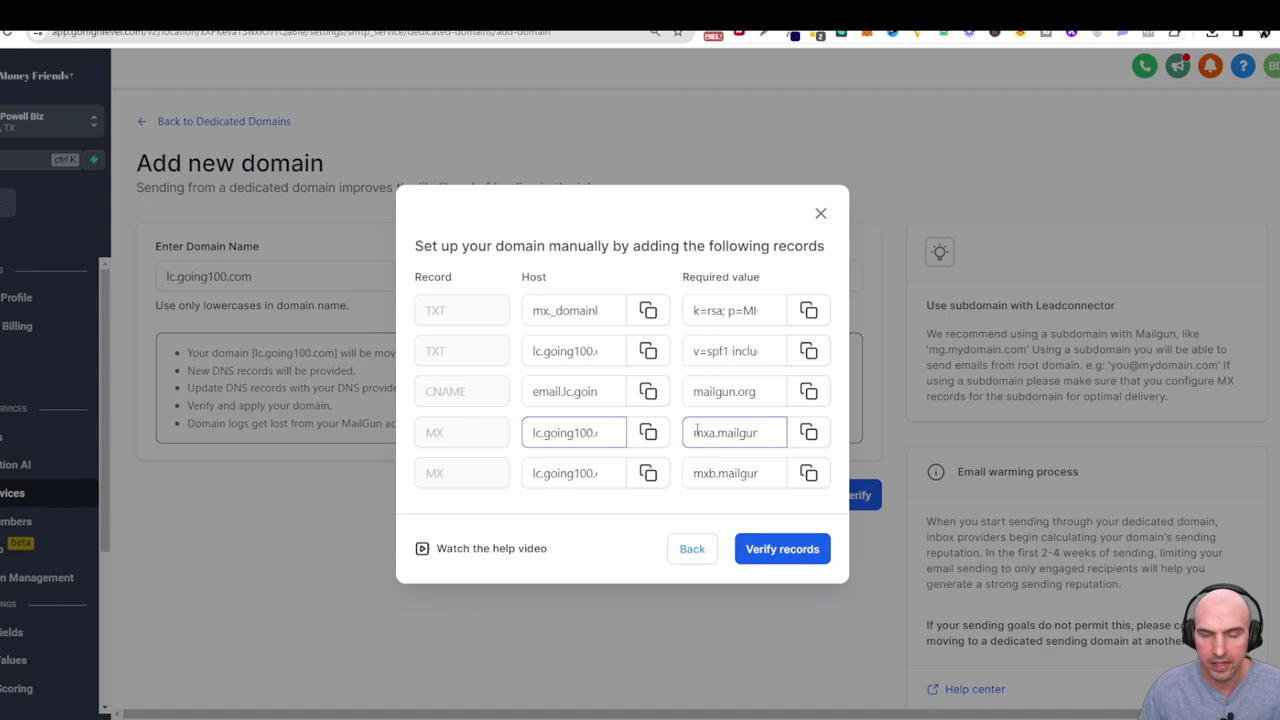 Money Friends
Powell Biz
, TX
ctrl K
Back to Dedicated Domains
Add new domain
Sending from a dedicated domain improves
Enter Domain Name
lc.going100.com
Use only lowercases in domain name.
Your domain [lc.going100.com] will be mov
New DNS records will be provided.
Update DNS records with your DNS provide
Verify and apply your domain.
Domain logs get lost from your MailGun ac
erify
Set up your domain manually by adding the following records
Record Host Required value
TXT mx._domainl k=rsa; p=MI
TXT lc.going100. v=spf1 inclu
CNAME email.lc.goin mailgun.org
MX lc.going100. mxa.mailgun
MX lc.going100. mxb.mailgur
Watch the help video
Back
Verify records
Use subdomain with Leadconnector
We recommend using a subdomain with Mailgun, like
'mg.mydomain.com' Using a subdomain you will be able to
send emails from root domain. e.g: 'you@mydomain.com' If
using a subdomain please make sure that you configure MX
records for the subdomain for optimal delivery.
Email warming process
When you start sending through your dedicated domain,
inbox providers begin calculating your domain's sending
reputation. In the first 2-4 weeks of sending, limiting your
email sending to only engaged recipients will help you
generate a strong sending reputation.
If your sending goals do not permit this, please
moving to a dedicated sending domain at anothe
Help center
Profile
Billing
ERVICES
tion AI
vices
umbers
beta
n Management
NGS
ields
alues
Scoring